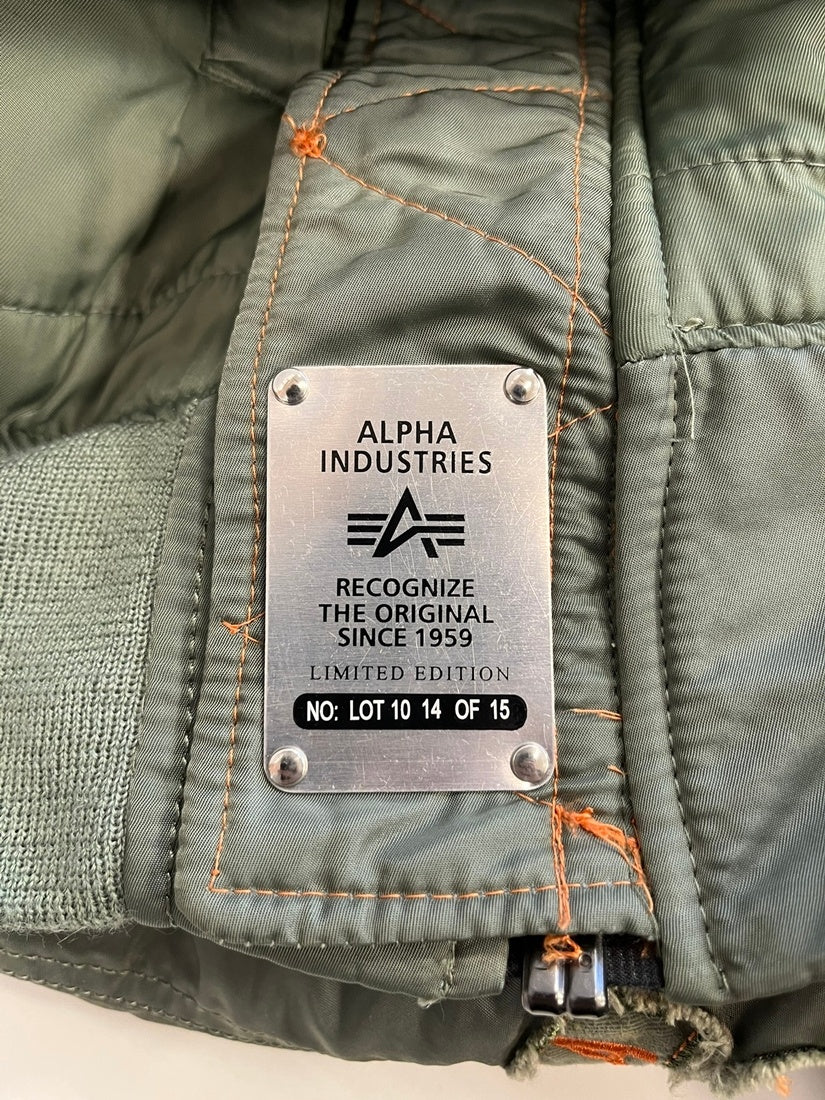 ALPHA
INDUSTRIES
RECOGNIZE
THE ORIGINAL
SINCE 1959
LIMITED EDITION
NO: LOT 10 14 OF 15